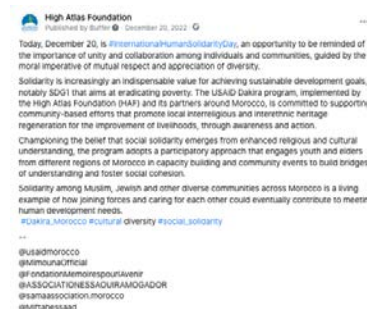 High Atlas Foundation
Published by Buffer · December 20, 2022 ·
Today, December 20, is #InternationalHumanSolidarityDay, an opportunity to be reminded of
the importance of unity and collaboration among individuals and communities, guided by the
moral imperative of mutual respect and appreciation of diversity.
Solidarity is increasingly an indispensable value for achieving sustainable development goals,
notably SDG1 that aims at eradicating poverty. The USAID Dakira program, implemented by
the High Atlas Foundation (HAF) and its partners around Morocco, is committed to supporting
community-based efforts that promote local interreligious and interethnic heritage
regeneration for the improvement of livelihoods, through awareness and action.
Championing the belief that social solidarity emerges from enhanced religious and cultural
understanding, the program adopts a participatory approach that engages youth and elders
from different regions of Morocco in capacity building and community events to build bridges
of understanding and foster social cohesion.
Solidarity among Muslim, Jewish and other diverse communities across Morocco is a living
example of how joining forces and caring for each other could eventually contribute to meeting
human development needs.
#Dakira_Morocco #cultural diversity #social_solidarity
--
@usaidmorocco
@MimounaOfficial
@FondationMemoirespourlAvenir
@ASSOCIATIONESSAOUIRAMOGADOR
@samaassociation.morocco
@Miftahessaad